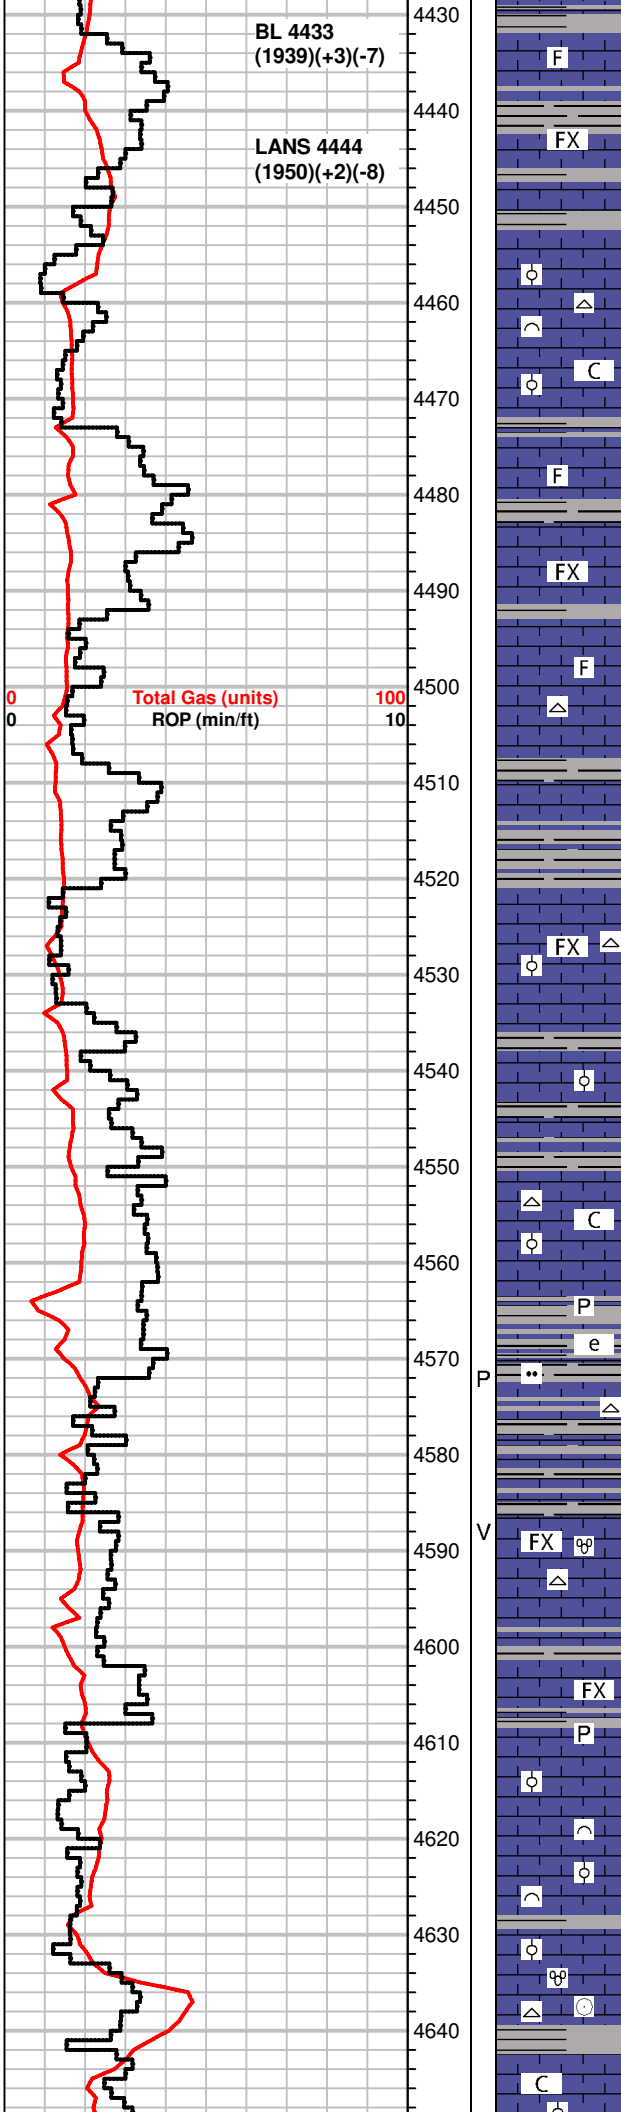 4430
BL 4433
(1939)(+3)(-7)
F
4440
FX
LANS 4444
(1950)(+2)(-8)
4450
4460
C
4470
F
4480
FX
4490
F
4500
0 Total Gas (units) 100
0 ROP (min/ft) 10
4510
4520
FX
4530
4540
4550
C
4560
P
e
4570
P
4580
V
FX
4590
4600
FX
P
4610
4620
4630
4640
C